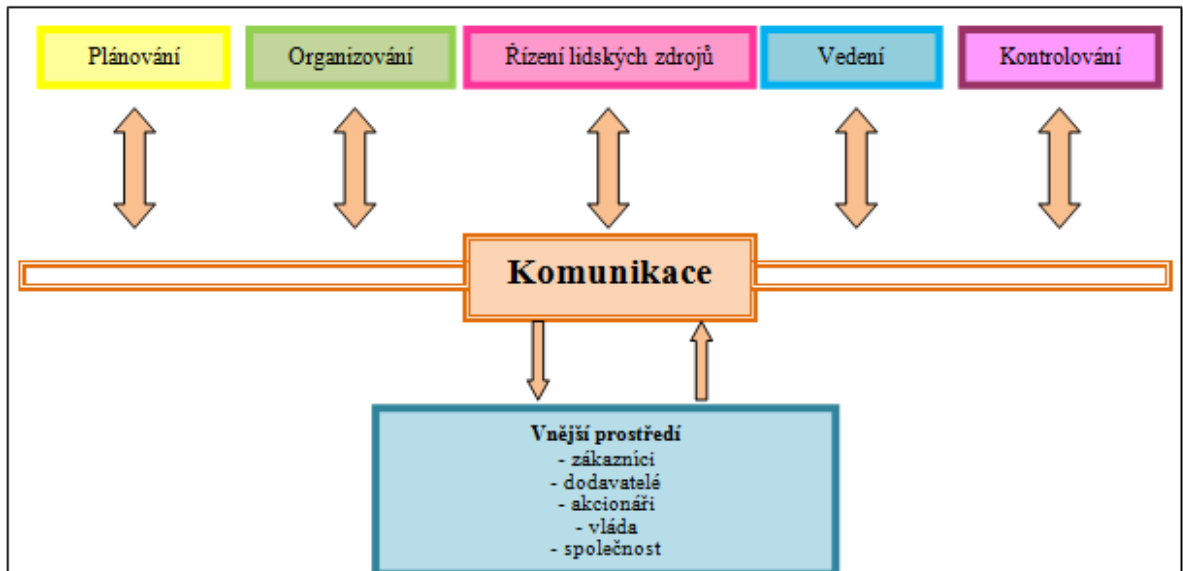 Plánování
Organizování
Řízení lidských zdrojů
Vedení
Kontrolování
Komunikace
Vnější prostředí
- zákazníci
- dodavatelé
- akcionáři
- vláda
- společnost